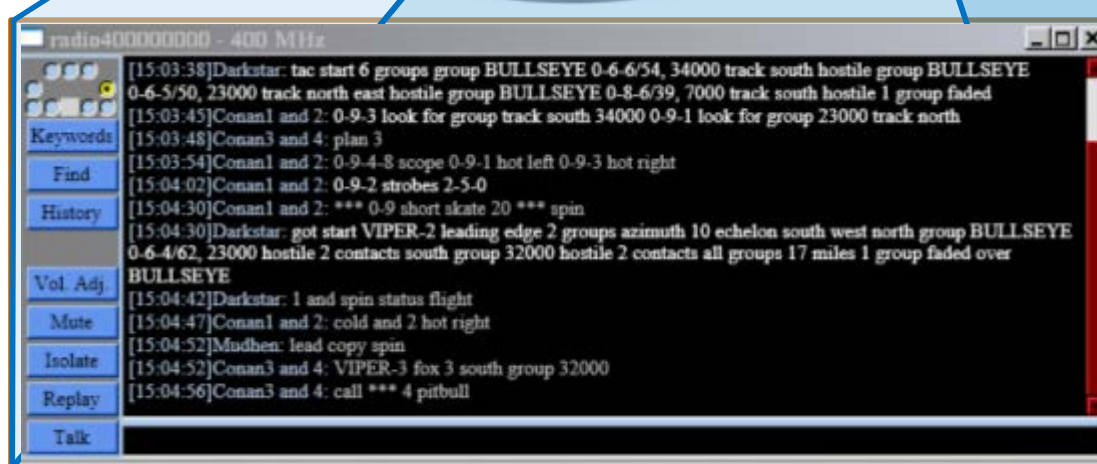 radio400000000 - 400 MHz
[15:03:38]Darkstar: tac start 6 groups group BULLSEYE 0-6-6/54, 34000 track south hostile group BULLSEYE
0-6-5/50, 23000 track north east hostile group BULLSEYE 0-8-6/39, 7000 track south hostile 1 group faded
[15:03:45]Conan1 and 2: 0-9-3 look for group track south 34000 0-9-1 look for group 23000 track north
[15:03:48]Conan3 and 4: plan 3
[15:03:54]Conan1 and 2: 0-9-4-8 scope 0-9-1 hot left 0-9-3 hot right
[15:04:02]Conan1 and 2: 0-9-2 strobes 2-5-0
[15:04:30]Conan1 and 2: *** 0-9 short skate 20 *** spin
[15:04:30]Darkstar: got start VIPER-2 leading edge 2 groups azimuth 10 echelon south west north group BULLSEYE
0-6-4/62, 23000 hostile 2 contacts south group 32000 hostile 2 contacts all groups 17 miles 1 group faded over
BULLSEYE
[15:04:42]Darkstar: 1 and spin status flight
[15:04:47]Conan1 and 2: cold and 2 hot right
[15:04:52]Mudhen: lead copy spin
[15:04:52]Conan3 and 4: VIPER-3 fox 3 south group 32000
[15:04:56]Conan3 and 4: call *** 4 pitbull
Keywords
Find
History
Vol. Adj.
Mute
Isolate
Replay
Talk